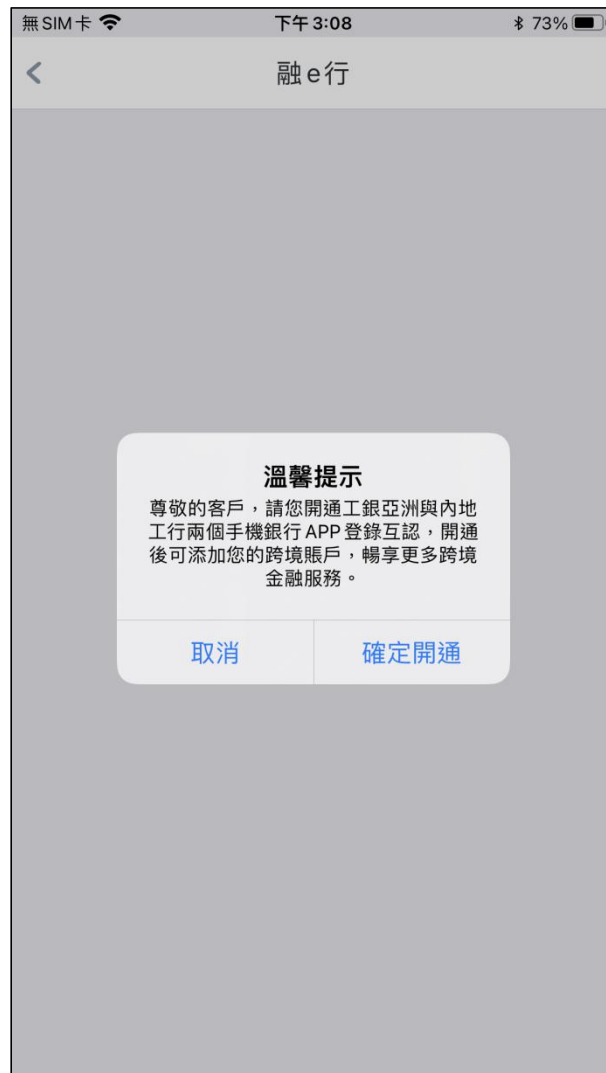 無SIM卡 下午3:08 73%
融e行
溫馨提示
尊敬的客戶，請您開通工銀亞洲與內地
工行兩個手機銀行APP登錄互認，開通
後可添加您的跨境賬戶，暢享更多跨境
金融服務。
取消 確定開通